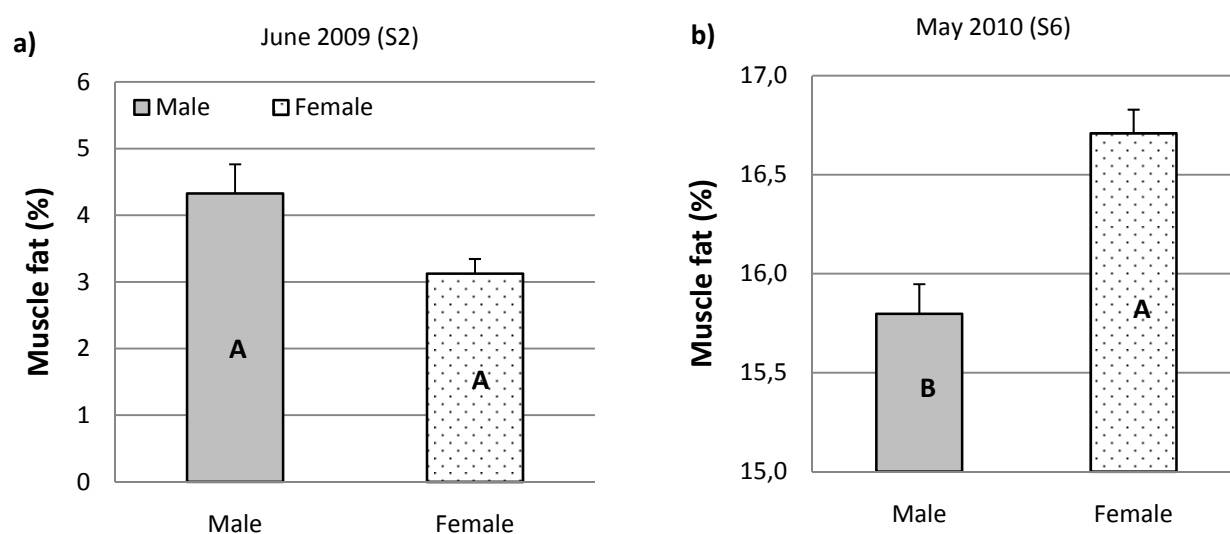 a)
June 2009 (S2)
Muscle fat (%)
6
5
4
3
2
1
0
Male
Female
A
A
Male
Female
b)
May 2010 (S6)
Muscle fat (%)
17,0
16,5
16,0
15,5
15,0
B
A
Male
Female